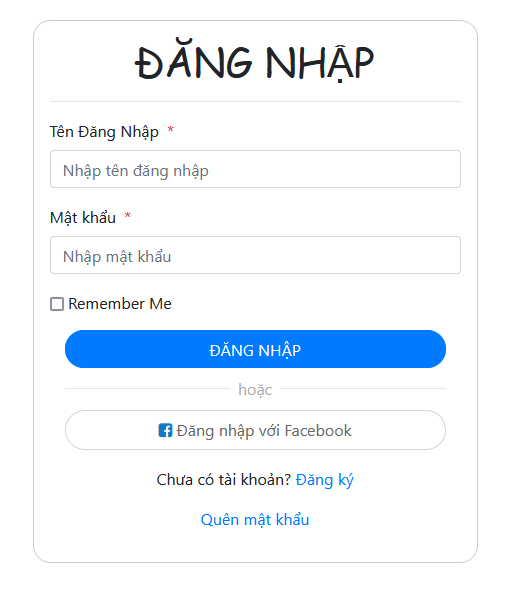 ĐĂNG NHẬP
Tên Đăng Nhập *
Nhập tên đăng nhập
Mật khẩu *
Nhập mật khẩu
Remember Me
ĐĂNG NHẬP
hoặc
Đăng nhập với Facebook
Chưa có tài khoản? Đăng ký
Quên mật khẩu